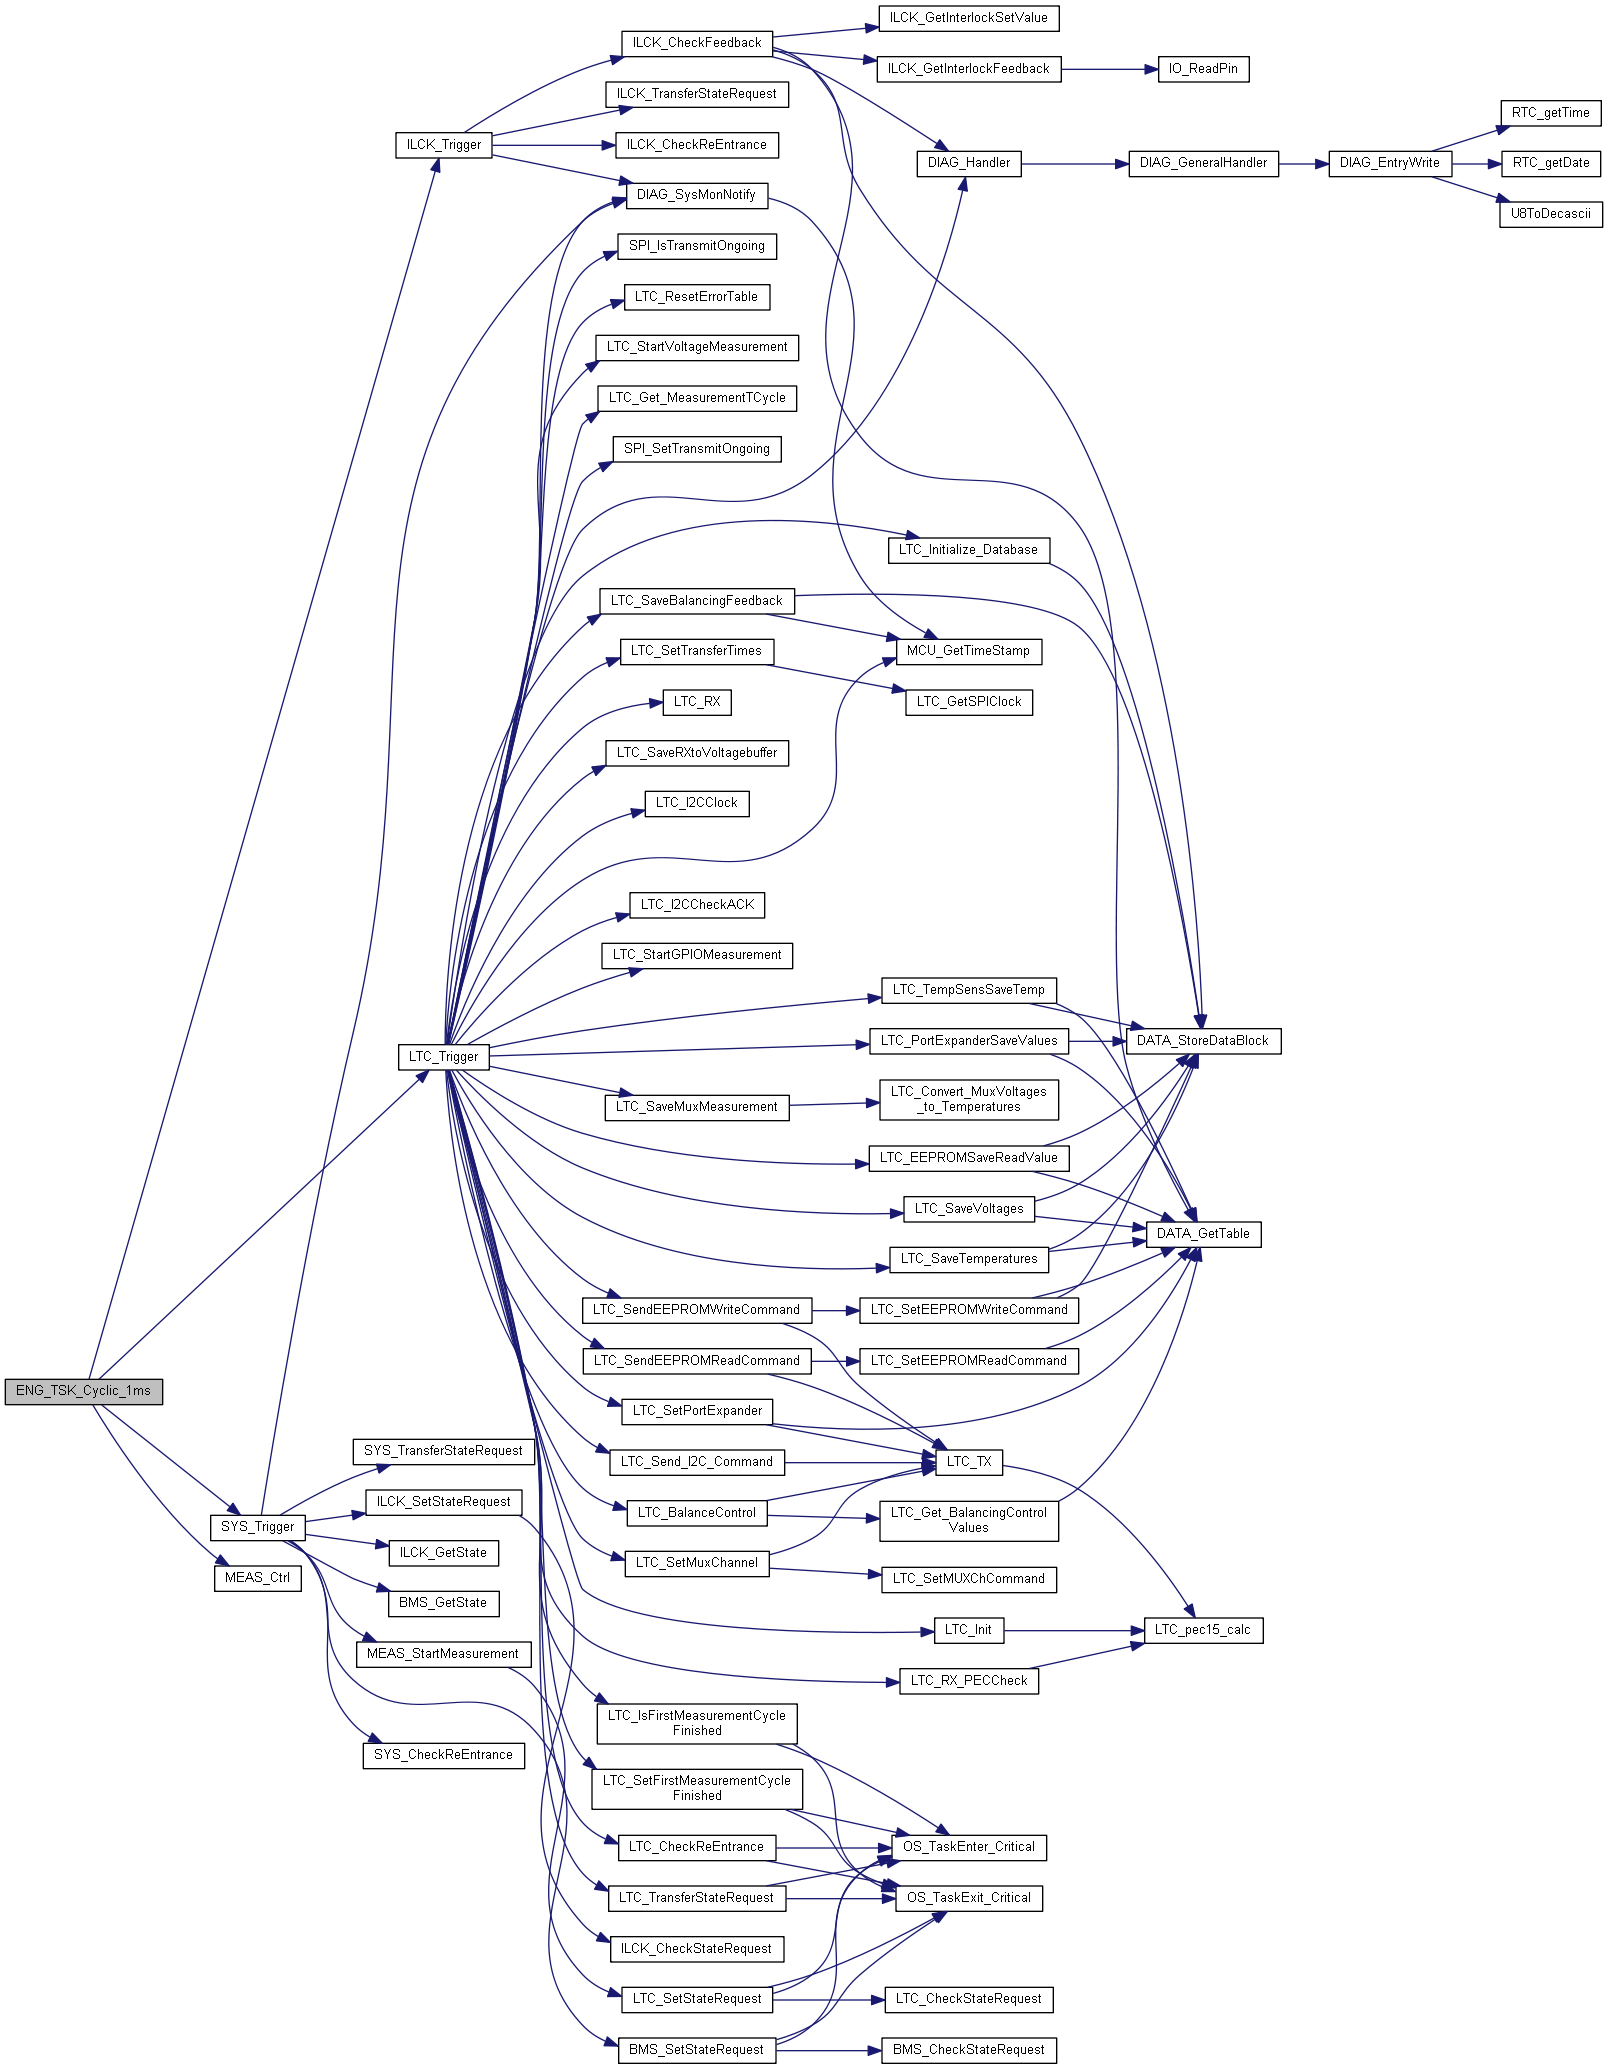 ILCK_GetInterlockSetValue
ILCK_CheckFeedback
ILCK_GetInterlockFeedback
IO_ReadPin
ILCK_TransferStateRequest
RTC_getTime
ILCK_Trigger
ILCK_CheckReEntrance
DIAG_Handler
DIAG_GeneralHandler
DIAG_EntryWrite
RTC_getDate
DIAG_SysMonNotify
U8ToDecascii
SPI_IsTransmitOngoing
LTC_ResetErrorTable
LTC_StartVoltageMeasurement
LTC_Get_MeasurementTCycle
SPI_SetTransmitOngoing
LTC_Initialize_Database
LTC_SaveBalancingFeedback
LTC_SetTransferTimes
MCU_GetTimeStamp
LTC_RX
LTC_GetSPIClock
LTC_SaveRXtoVoltagebuffer
LTC_I2CClock
LTC_I2CCheckACK
LTC_StartGPIOMeasurement
LTC_TempSensSaveTemp
LTC_Trigger
LTC_PortExpanderSaveValues
DATA_StoreDataBlock
LTC_SaveMuxMeasurement
LTC_Convert_MuxVoltages
_to_Temperatures
LTC_EEPROMSaveReadValue
LTC_SaveVoltages
DATA_GetTable
LTC_SaveTemperatures
LTC_SendEEPROMWriteCommand
LTC_SetEEPROMWriteCommand
LTC_SendEEPROMReadCommand
LTC_SetEEPROMReadCommand
ENG_TSK_Cyclic_1ms
LTC_SetPortExpander
SYS_TransferStateRequest
LTC_Send_I2C_Command
LTC_TX
ILCK_SetStateRequest
LTC_BalanceControl
LTC_Get_BalancingControl
Values
SYS_Trigger
ILCK_GetState
LTC_SetMuxChannel
MEAS_Ctrl
LTC_SetMUXChCommand
BMS_GetState
LTC_Init
LTC_pec15_calc
MEAS_StartMeasurement
LTC_RX_PECCheck
LTC_IsFirstMeasurementCycle
Finished
SYS_CheckReEntrance
LTC_SetFirstMeasurementCycle
Finished
LTC_CheckReEntrance
OS_TaskEnter_Critical
LTC_TransferStateRequest
OS_TaskExit_Critical
ILCK_CheckStateRequest
LTC_SetStateRequest
LTC_CheckStateRequest
BMS_SetStateRequest
BMS_CheckStateRequest